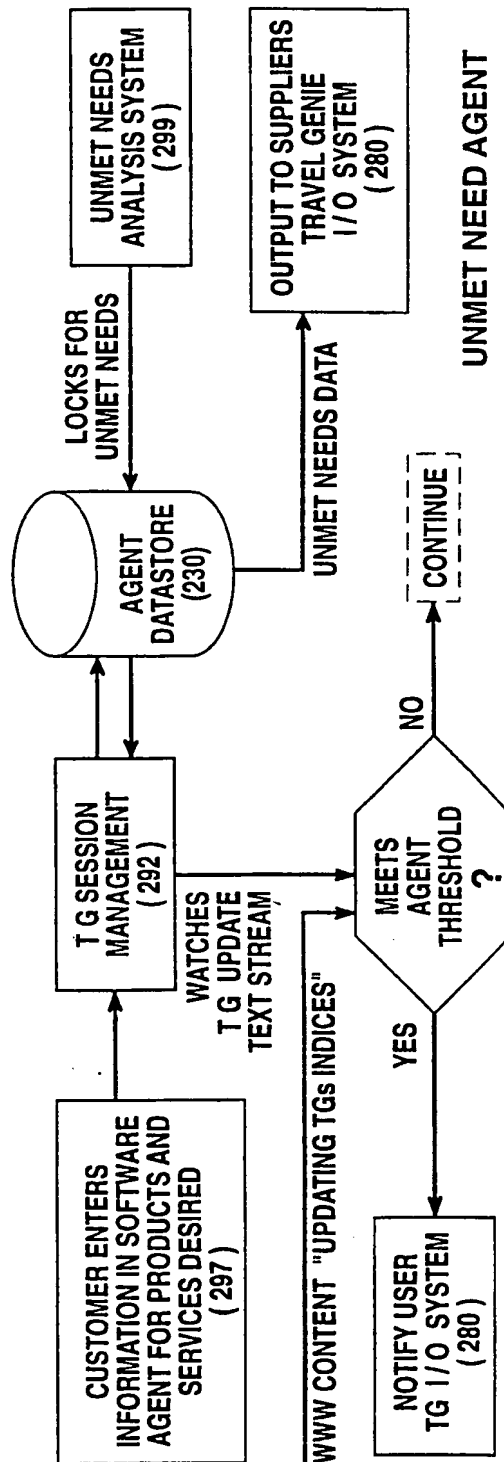 CUSTOMER ENTERS
INFORMATION IN SOFTWARE
AGENT FOR PRODUCTS AND
SERVICES DESIRED
(297)
T G SESSION
MANAGEMENT
(292)
AGENT
DATASTORE
(230)
LOCKS FOR
UNMET NEEDS
UNMET NEEDS
ANALYSIS SYSTEM
(299)
WATCHES
T G UPDATE
TEXT STREAM
UNMET NEEDS DATA
OUTPUT TO SUPPLIERS
TRAVEL GENIE
I/O SYSTEM
(280)
WWW CONTENT "UPDATING TGs INDICES"
MEETS
AGENT
THRESHOLD
?
YES
NO
CONTINUE
NOTIFY USER
TG I/O SYSTEM
(280)
UNMET NEED AGENT